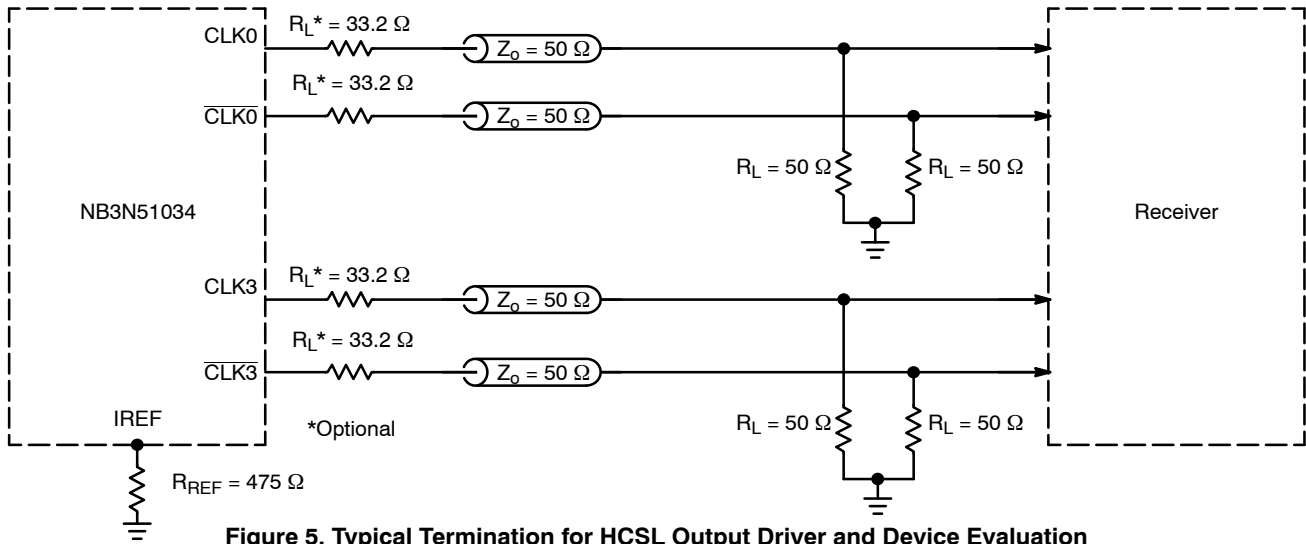 CLK0
R_L* = 33.2 Ω
Z_o = 50 Ω
R_L* = 33.2 Ω
C̅L̅K̅0̅
Z_o = 50 Ω
R_L = 50 Ω
R_L = 50 Ω
NB3N51034
Receiver
CLK3
R_L* = 33.2 Ω
Z_o = 50 Ω
R_L* = 33.2 Ω
C̅L̅K̅3̅
Z_o = 50 Ω
IREF
*Optional
R_L = 50 Ω
R_L = 50 Ω
R_REF = 475 Ω
Figure 5. Typical Termination for HCSL Output Driver and Device Evaluation